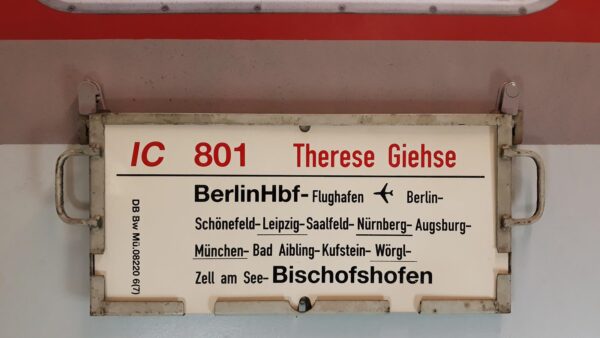 IC 801 Therese Giehse
BerlinHbf- Flughafen ✈ Berlin-
Schönefeld- Leipzig- Saalfeld- Nürnberg- Augsburg-
München- Bad Aibling- Kufstein- Wörgl-
Zell am See- Bischofshofen
DB Bw Mü.08220 6(7)